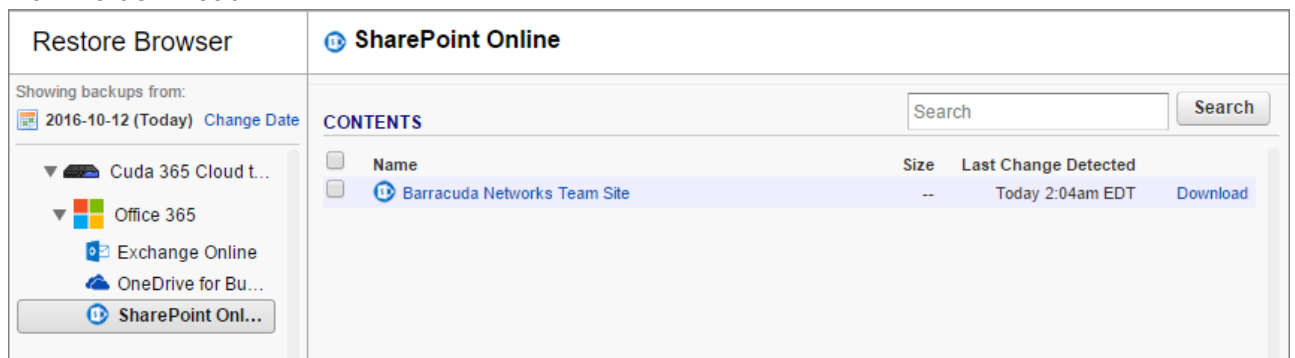 Restore Browser
SharePoint Online
Showing backups from:
2016-10-12 (Today) Change Date
Cuda 365 Cloud t...
Office 365
Exchange Online
OneDrive for Bu...
SharePoint Onl...
Search Search
CONTENTS
Name Size Last Change Detected
Barracuda Networks Team Site -- Today 2:04am EDT Download